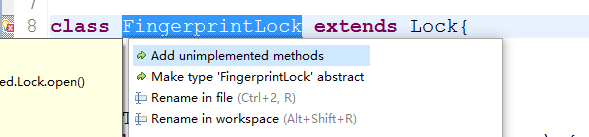 7
8 class FingerprintLock extends Lock{
Add unimplemented methods
ed.Lock.open()
Make type 'FingerprintLock' abstract
Rename in file (Ctrl+2, R)
Rename in workspace (Alt+Shift+R)